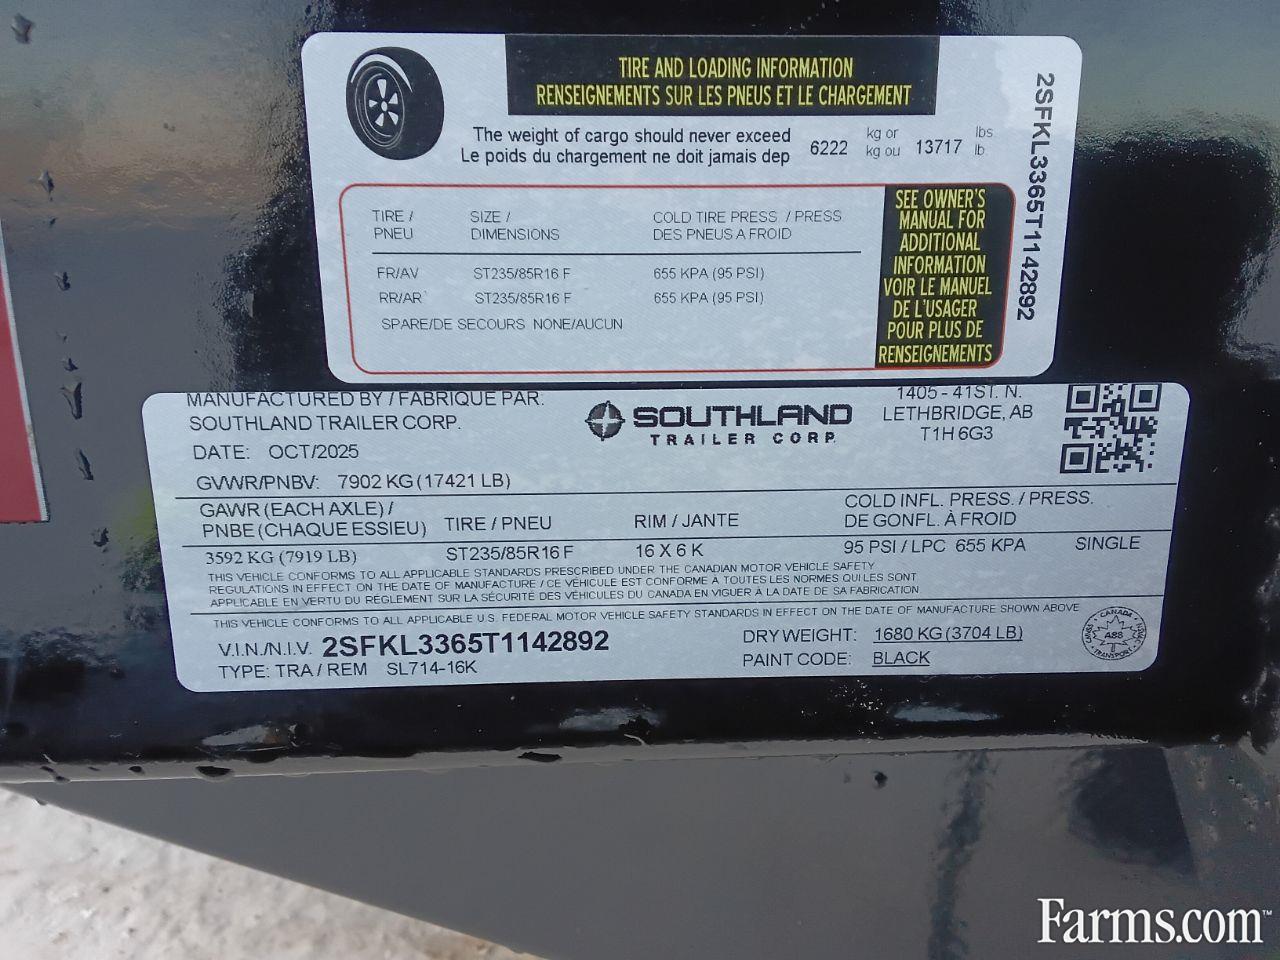 TIRE AND LOADING INFORMATION
RENSEIGNEMENTS SUR LES PNEUS ET LE CHARGEMENT
The weight of cargo should never exceed
Le poids du chargement ne doit jamais dep
6222 kg or 13717 lbs
kg ou lb
TIRE / SIZE / COLD TIRE PRESS. / PRESS
PNEU DIMENSIONS DES PNEUS A FROID
FR/AV ST235/85R16 F 655 KPA (95 PSI)
RR/AR ST235/85R16 F 655 KPA (95 PSI)
SPARE/DE SECOURS NONE/AUCUN
SEE OWNER'S
MANUAL FOR
ADDITIONAL
INFORMATION
VOIR LE MANUEL
DE L'USAGER
POUR PLUS DE
RENSEIGNEMENTS
2SFKL3365T1142892
MANUFACTURED BY / FABRIQUE PAR:
SOUTHLAND TRAILER CORP.
SOUTHLAND
TRAILER CORP.
1405 - 41ST. N.
LETHBRIDGE, AB
T1H 6G3
DATE: OCT/2025
GVWR/PNBV: 7902 KG (17421 LB)
GAWR (EACH AXLE) / COLD INFL. PRESS. / PRESS.
PNBE (CHAQUE ESSIEU) TIRE / PNEU RIM / JANTE DE GONFL. À FROID
3592 KG (7919 LB) ST235/85R16 F 16 X 6 K 95 PSI / LPC 655 KPA SINGLE
THIS VEHICLE CONFORMS TO ALL APPLICABLE STANDARDS PRESCRIBED UNDER THE CANADIAN MOTOR VEHICLE SAFETY
REGULATIONS IN EFFECT ON THE DATE OF MANUFACTURE / CE VÉHICULE EST CONFORME À TOUTES LES NORMES QUI LES SONT
APPLICABLE EN VERTU DU RÈGLEMENT SUR LA SÉCURITÉ DES VÉHICULES DU CANADA EN VIGUER À LA DATE DE SA FABRICATION
THIS VEHICLE CONFORMS TO ALL APPLICABLE U.S. FEDERAL MOTOR VEHICLE SAFETY STANDARDS IN EFFECT ON THE DATE OF MANUFACTURE SHOWN ABOVE
V.I.N./N.I.V. 2SFKL3365T1142892 DRY WEIGHT: 1680 KG (3704 LB)
TYPE: TRA / REM SL714-16K PAINT CODE: BLACK
CANADA
A88
TRANSPORT
Farms.com™